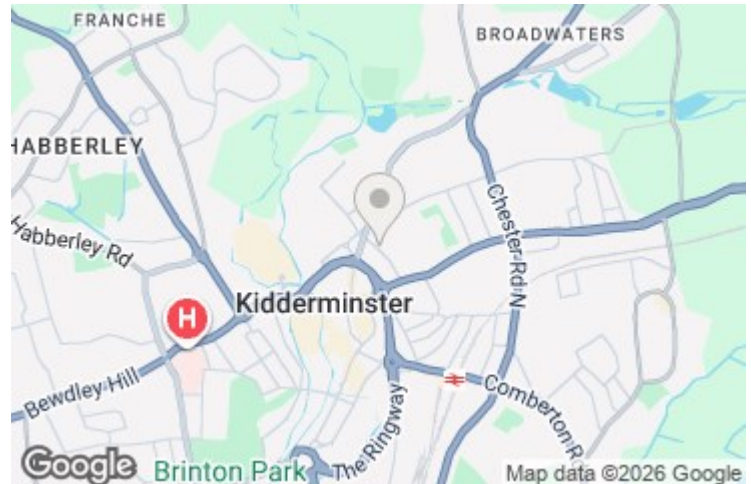 FRANCHE
BROADWATERS
HABBERLEY
Habberley Rd
Chester Rd N
Kidderminster
H
Bewdley Hill
The Ringway
Comberton R
Google
Brinton Park
Map data ©2026 Google